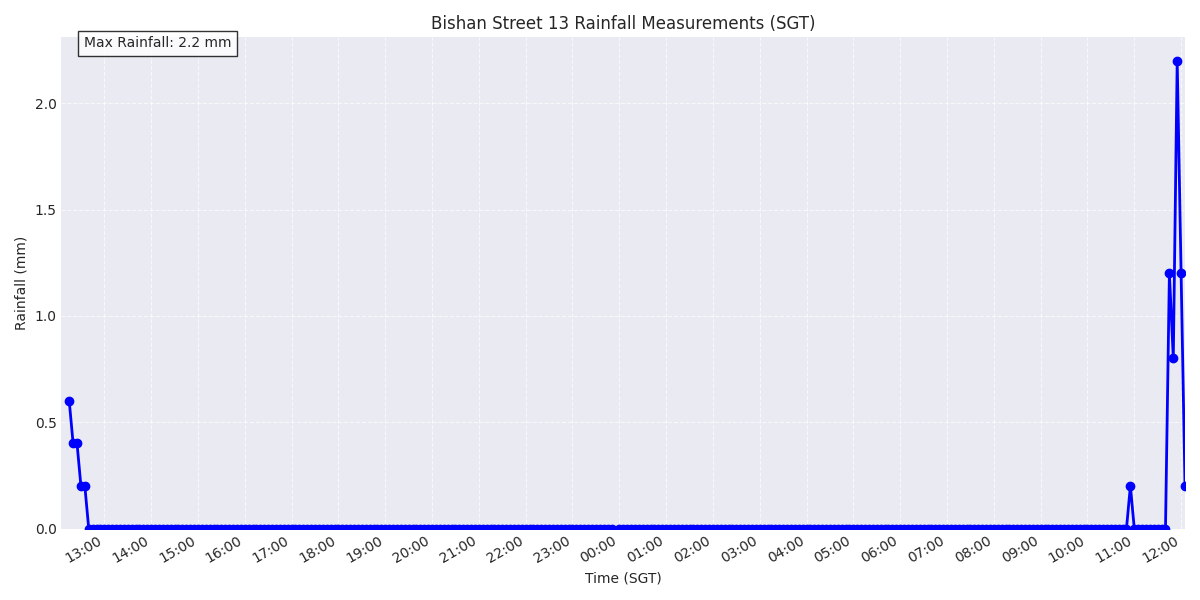 Bishan Street 13 Rainfall Measurements (SGT)
Max Rainfall: 2.2 mm
2.0
1.5
1.0
0.5
0.0
Rainfall (mm)
13:00 14:00 15:00 16:00 17:00 18:00 19:00 20:00 21:00 22:00 23:00 00:00 01:00 02:00 03:00 04:00 05:00 06:00 07:00 08:00 09:00 10:00 11:00 12:00
Time (SGT)